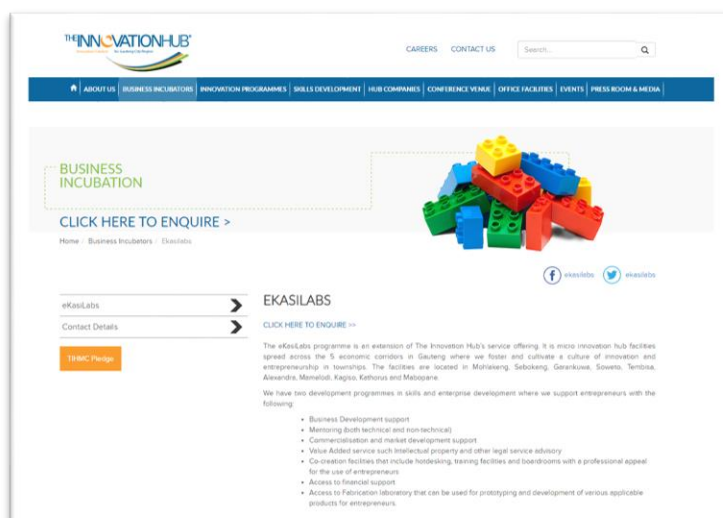 THEINNOVATIONHUB
CAREERS CONTACT US Search...
ABOUT US BUSINESS INCUBATORS INNOVATION PROGRAMMES SKILLS DEVELOPMENT HUB COMPANIES CONFERENCE VENUE OFFICE FACILITIES EVENTS PRESS ROOM & MEDIA
BUSINESS
INCUBATION
CLICK HERE TO ENQUIRE >
Home / Business Incubators / Ekasilabs
ekasilabs ekasilabs
eKasiLabs
Contact Details
TIHMC Pledge
EKASILABS
CLICK HERE TO ENQUIRE >>
The eKasiLabs programme is an extension of The Innovation Hub's service offering. It is micro innovation hub facilities
spread across the 5 economic corridors in Gauteng where we foster and cultivate a culture of innovation and
entrepreneurship in townships. The facilities are located in Mohlakeng, Sebokeng, Garankuwa, Soweto, Tembisa,
Alexandra, Mamelodi, Kagiso, Kathorus and Mabopane.
We have two development programmes in skills and enterprise development where we support entrepreneurs with the
following:
• Business Development support
• Mentoring (both technical and non-technical)
• Commercialisation and market development support
• Value Added service such Intellectual property and other legal service advisory
• Co-creation facilities that include hotdesking, training facilities and boardrooms with a professional appeal
for the use of entrepreneurs
• Access to financial support
• Access to Fabrication laboratory that can be used for prototyping and development of various applicable
products for entrepreneurs